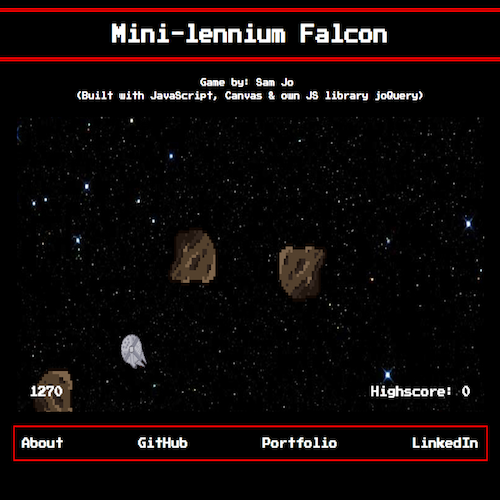 Mini-lennium Falcon
Game by: Sam Jo
(Built with JavaScript, Canvas & own JS library joQuery)
1270 Highscore: 0
About GitHub Portfolio LinkedIn